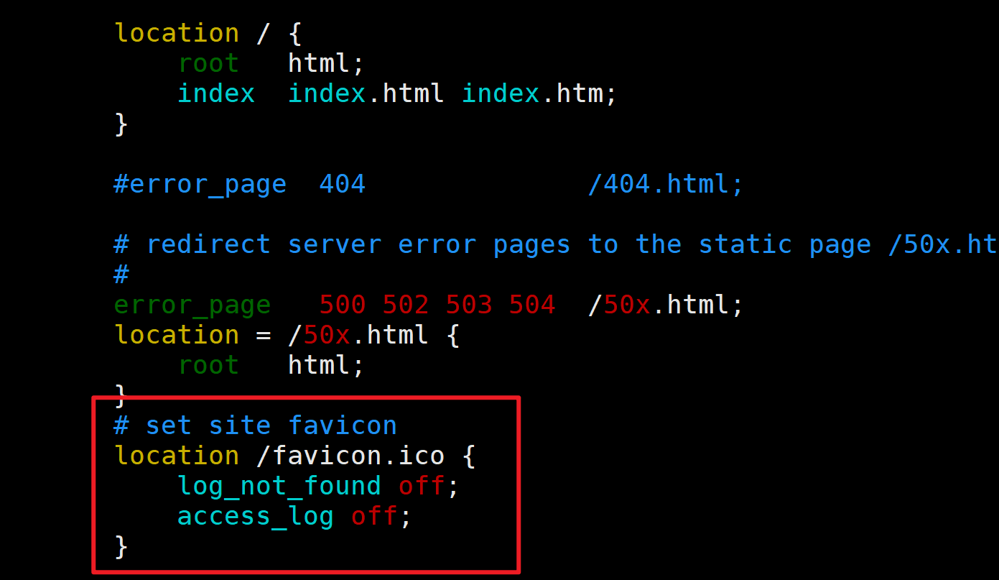 location / {
    root   html;
    index  index.html index.htm;
}

#error_page  404              /404.html;

# redirect server error pages to the static page /50x.ht
#
error_page   500 502 503 504  /50x.html;
location = /50x.html {
    root   html;
}
# set site favicon
location /favicon.ico {
    log_not_found off;
    access_log off;
}